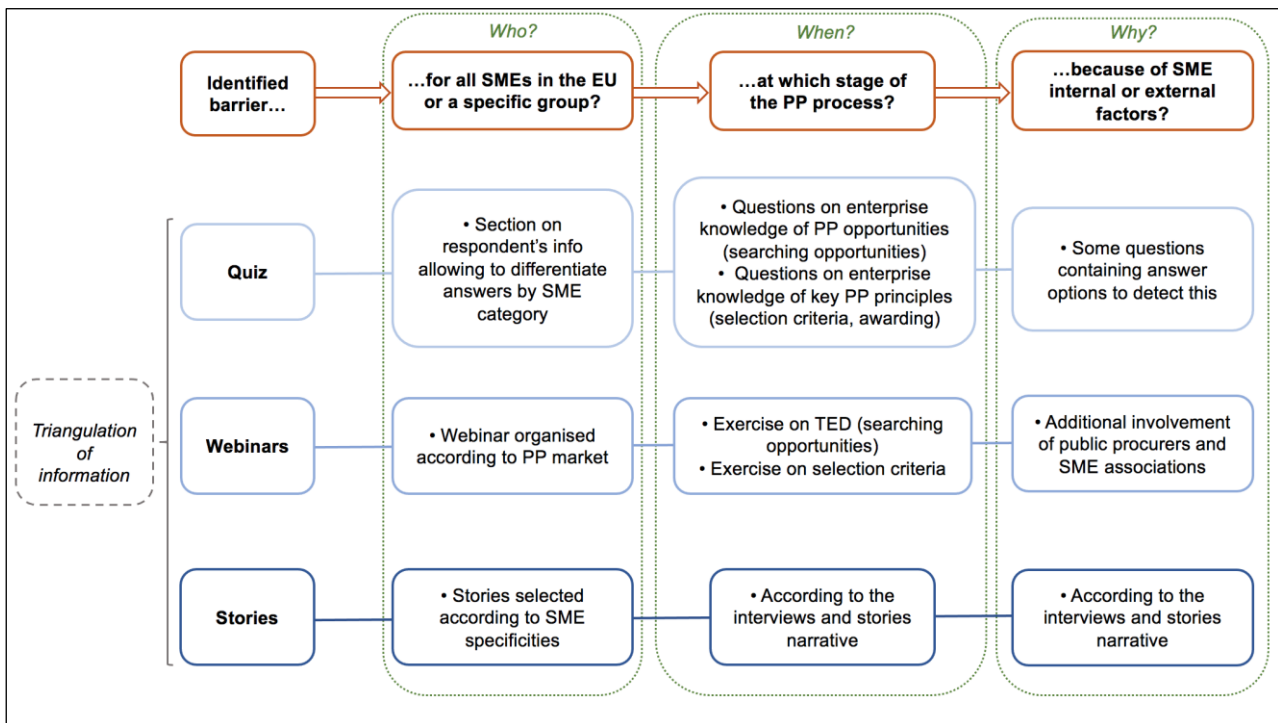 Who?
When?
Why?
Identified
barrier…
…for all SMEs in the EU
or a specific group?
…at which stage of
the PP process?
…because of SME
internal or external
factors?
Quiz
• Section on
respondent's info
allowing to differentiate
answers by SME
category
• Questions on enterprise
knowledge of PP opportunities
(searching opportunities)
• Questions on enterprise
knowledge of key PP principles
(selection criteria, awarding)
• Some questions
containing answer
options to detect this
Triangulation
of
information
Webinars
• Webinar organised
according to PP market
• Exercise on TED (searching
opportunities)
• Exercise on selection criteria
• Additional involvement
of public procurers and
SME associations
Stories
• Stories selected
according to SME
specificities
• According to the
interviews and stories
narrative
• According to the
interviews and stories
narrative